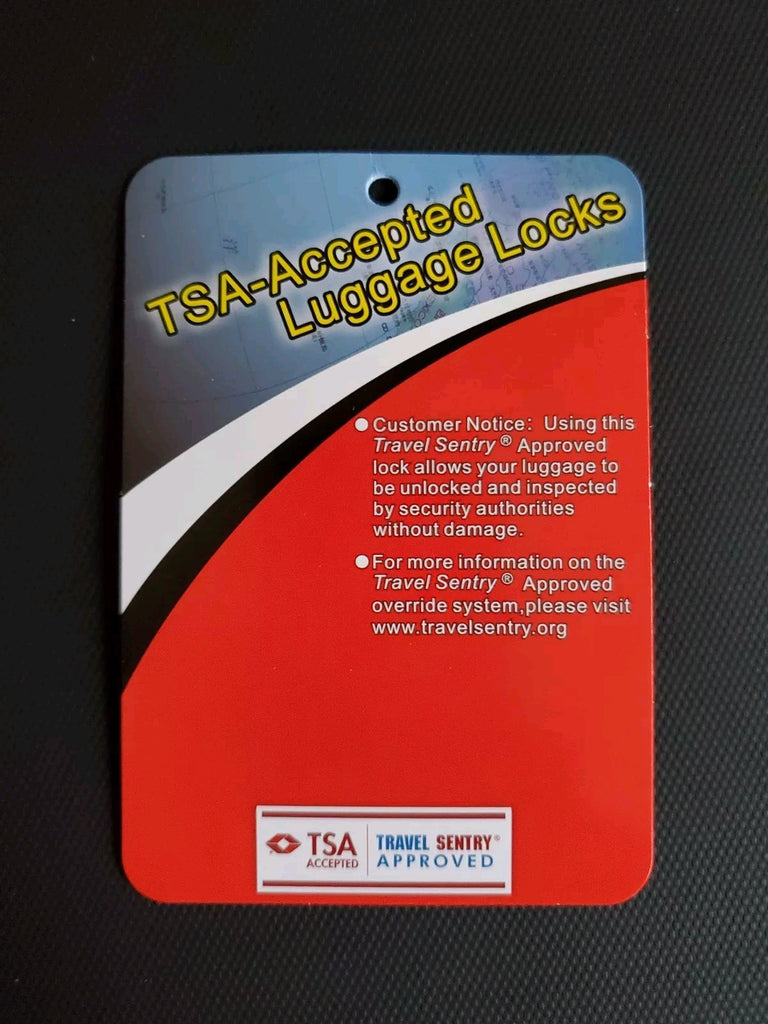 TSA-Accepted
Luggage Locks
Customer Notice: Using this
Travel Sentry® Approved
lock allows your luggage to
be unlocked and inspected
by security authorities
without damage.
For more information on the
Travel Sentry® Approved
override system,please visit
www.travelsentry.org
TSA
ACCEPTED
TRAVEL SENTRY®
APPROVED